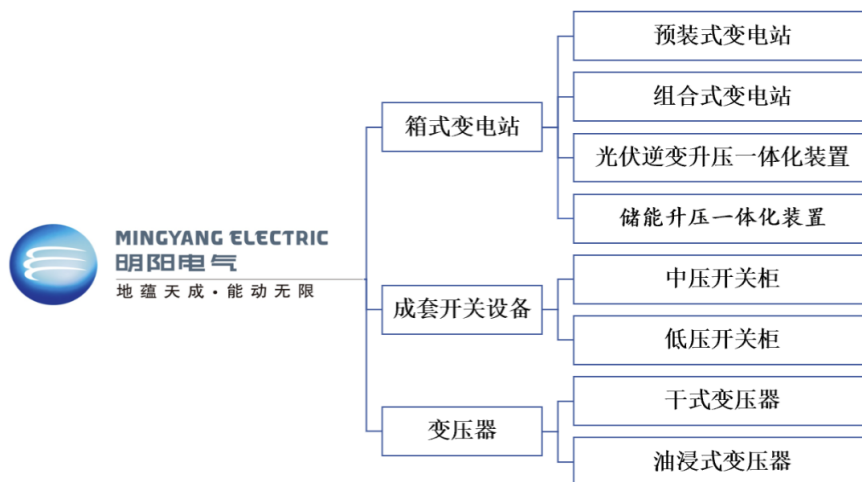 预装式变电站
组合式变电站
箱式变电站
光伏逆变升压一体化装置
储能升压一体化装置
MINGYANG ELECTRIC
明阳电气
地蕴天成·能动无限
中压开关柜
成套开关设备
低压开关柜
干式变压器
变压器
油浸式变压器